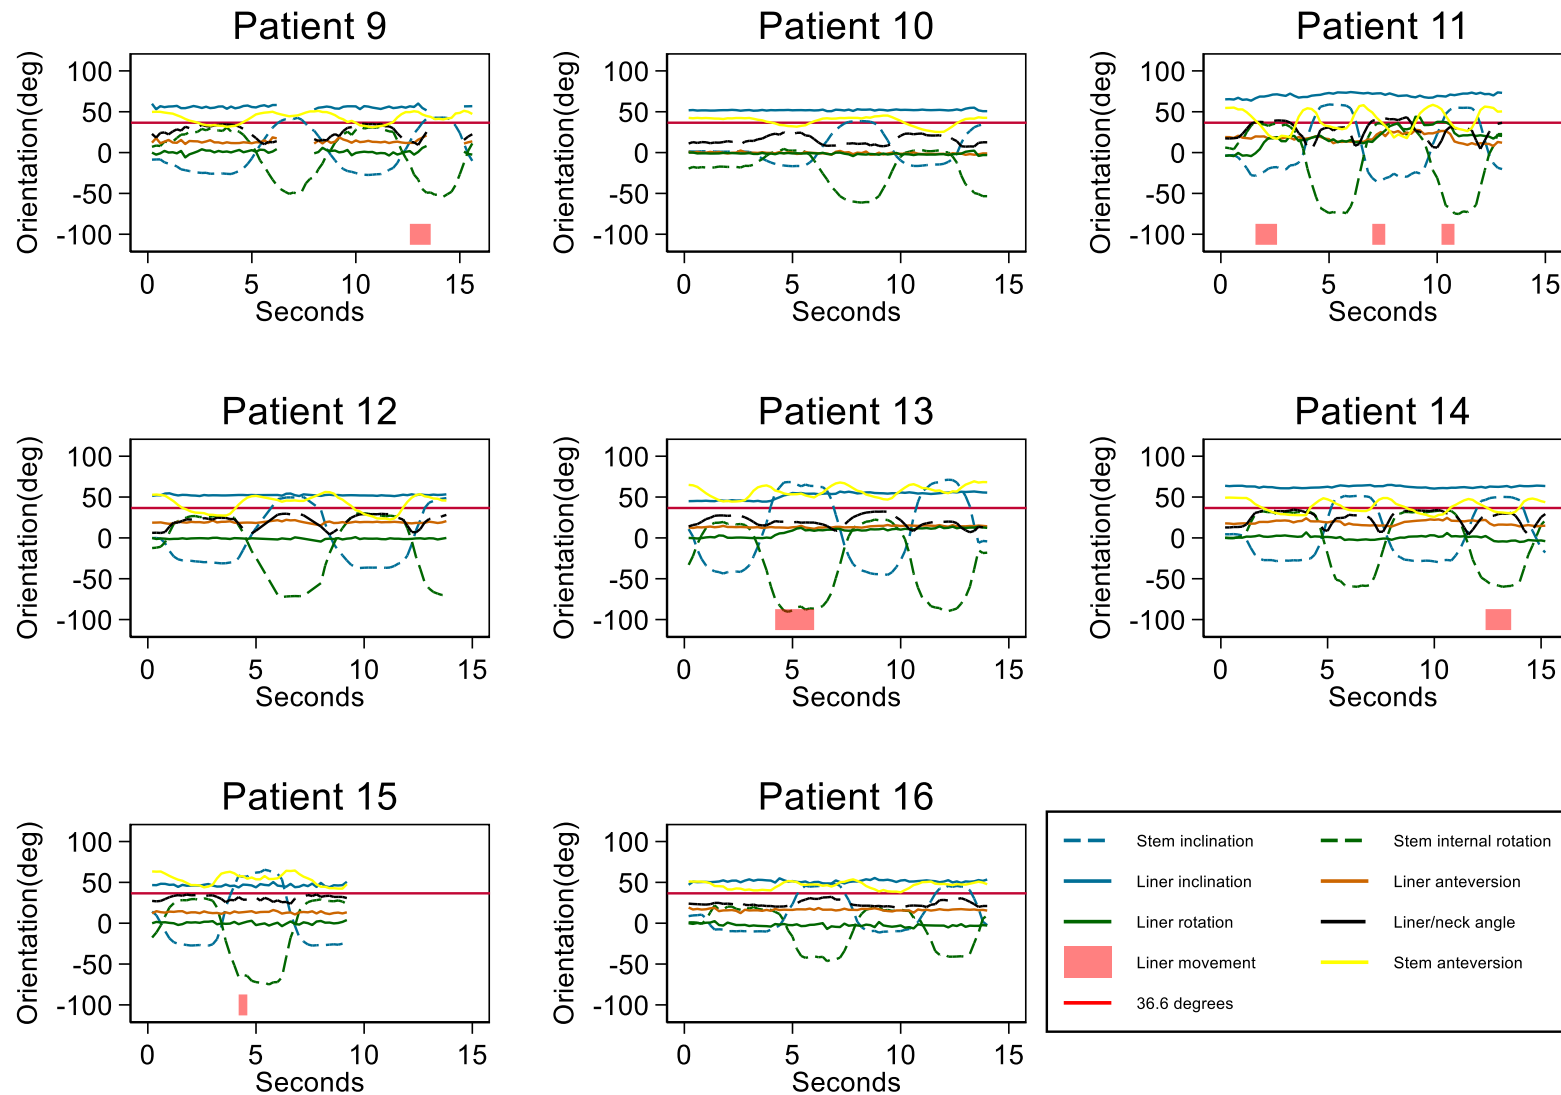 Patient 9
Orientation(deg)
100
50
0
-50
-100
0 5 10 15
Seconds
Patient 10
Orientation(deg)
100
50
0
-50
-100
0 5 10 15
Seconds
Patient 11
Orientation(deg)
100
50
0
-50
-100
0 5 10 15
Seconds
Patient 12
Orientation(deg)
100
50
0
-50
-100
0 5 10 15
Seconds
Patient 13
Orientation(deg)
100
50
0
-50
-100
0 5 10 15
Seconds
Patient 14
Orientation(deg)
100
50
0
-50
-100
0 5 10 15
Seconds
Patient 15
Orientation(deg)
100
50
0
-50
-100
0 5 10 15
Seconds
Patient 16
Orientation(deg)
100
50
0
-50
-100
0 5 10 15
Seconds
Stem inclination
Stem internal rotation
Liner inclination
Liner anteversion
Liner rotation
Liner/neck angle
Liner movement
Stem anteversion
36.6 degrees